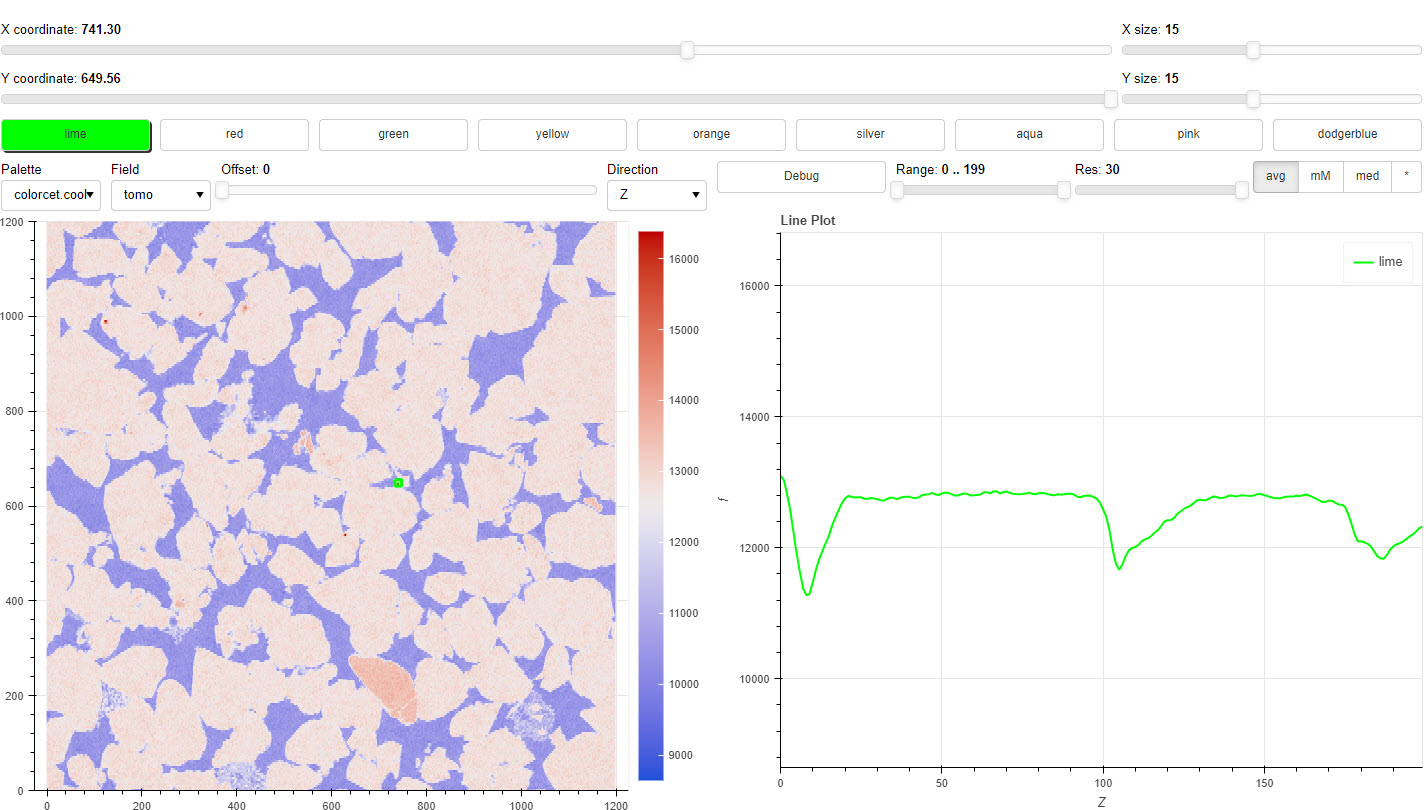 X coordinate: 741.30
X size: 15
Y coordinate: 649.56
Y size: 15
lime
red
green
yellow
orange
silver
aqua
pink
dodgerblue
Palette
Field
Offset: 0
Direction
Debug
Range: 0 .. 199
Res: 30
avg
mM
med
*
colorcet.cool
tomo
Z
Line Plot
lime
1200
1000
800
600
400
200
0
0
200
400
600
800
1000
1200
16000
15000
14000
13000
12000
11000
10000
9000
16000
14000
12000
10000
f
0
50
100
150
Z